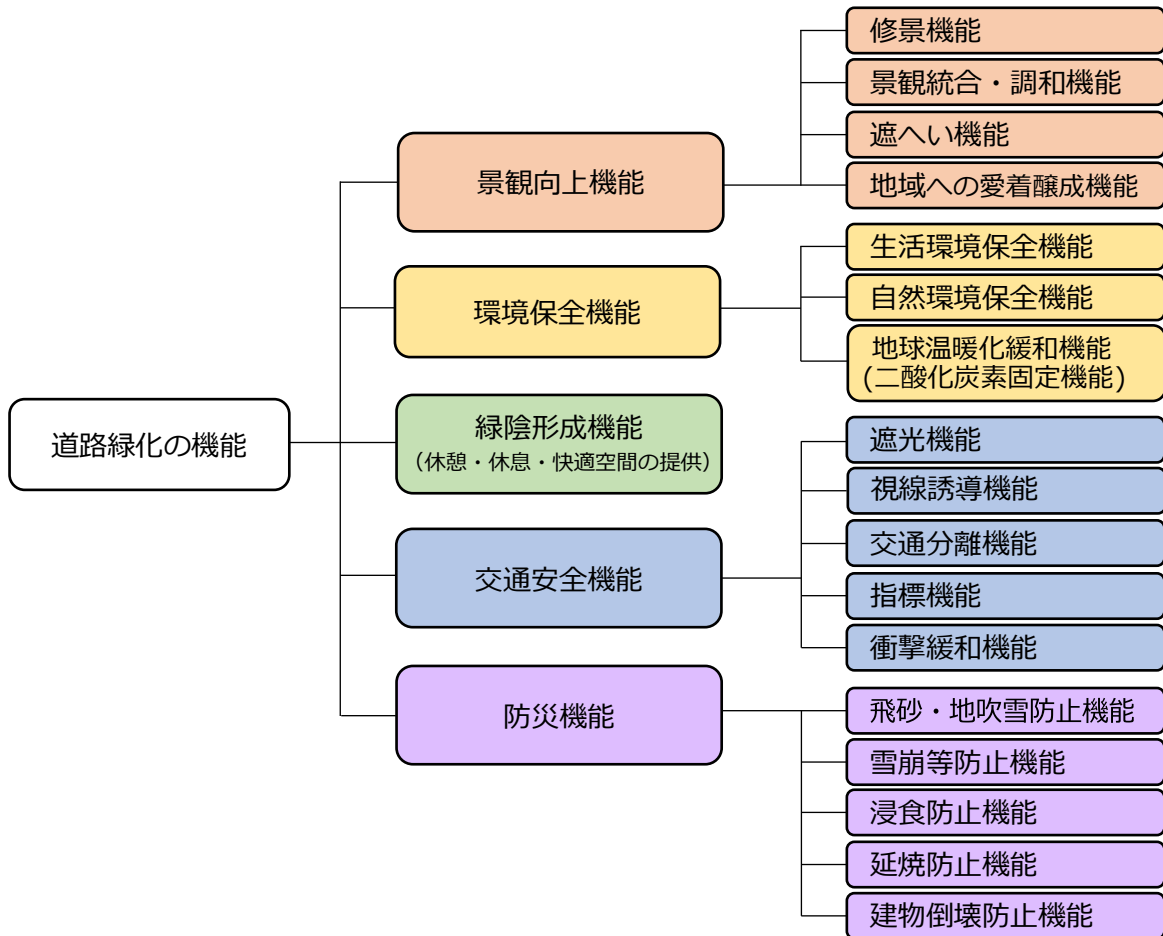 道路緑化の機能
景観向上機能
修景機能
景観統合・調和機能
遮へい機能
地域への愛着醸成機能
環境保全機能
生活環境保全機能
自然環境保全機能
地球温暖化緩和機能
(二酸化炭素固定機能)
緑陰形成機能
（休憩・休息・快適空間の提供）
交通安全機能
遮光機能
視線誘導機能
交通分離機能
指標機能
衝撃緩和機能
防災機能
飛砂・地吹雪防止機能
雪崩等防止機能
浸食防止機能
延焼防止機能
建物倒壊防止機能